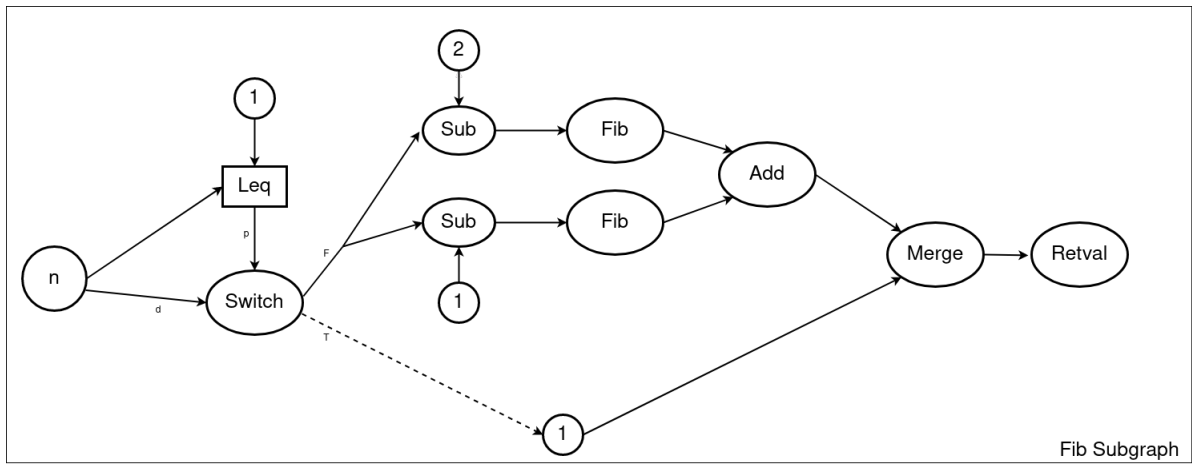 2
1
Sub
Fib
Add
Leq
p
F
Sub
Fib
n
Merge
Retval
Switch
d
1
T
1
Fib Subgraph